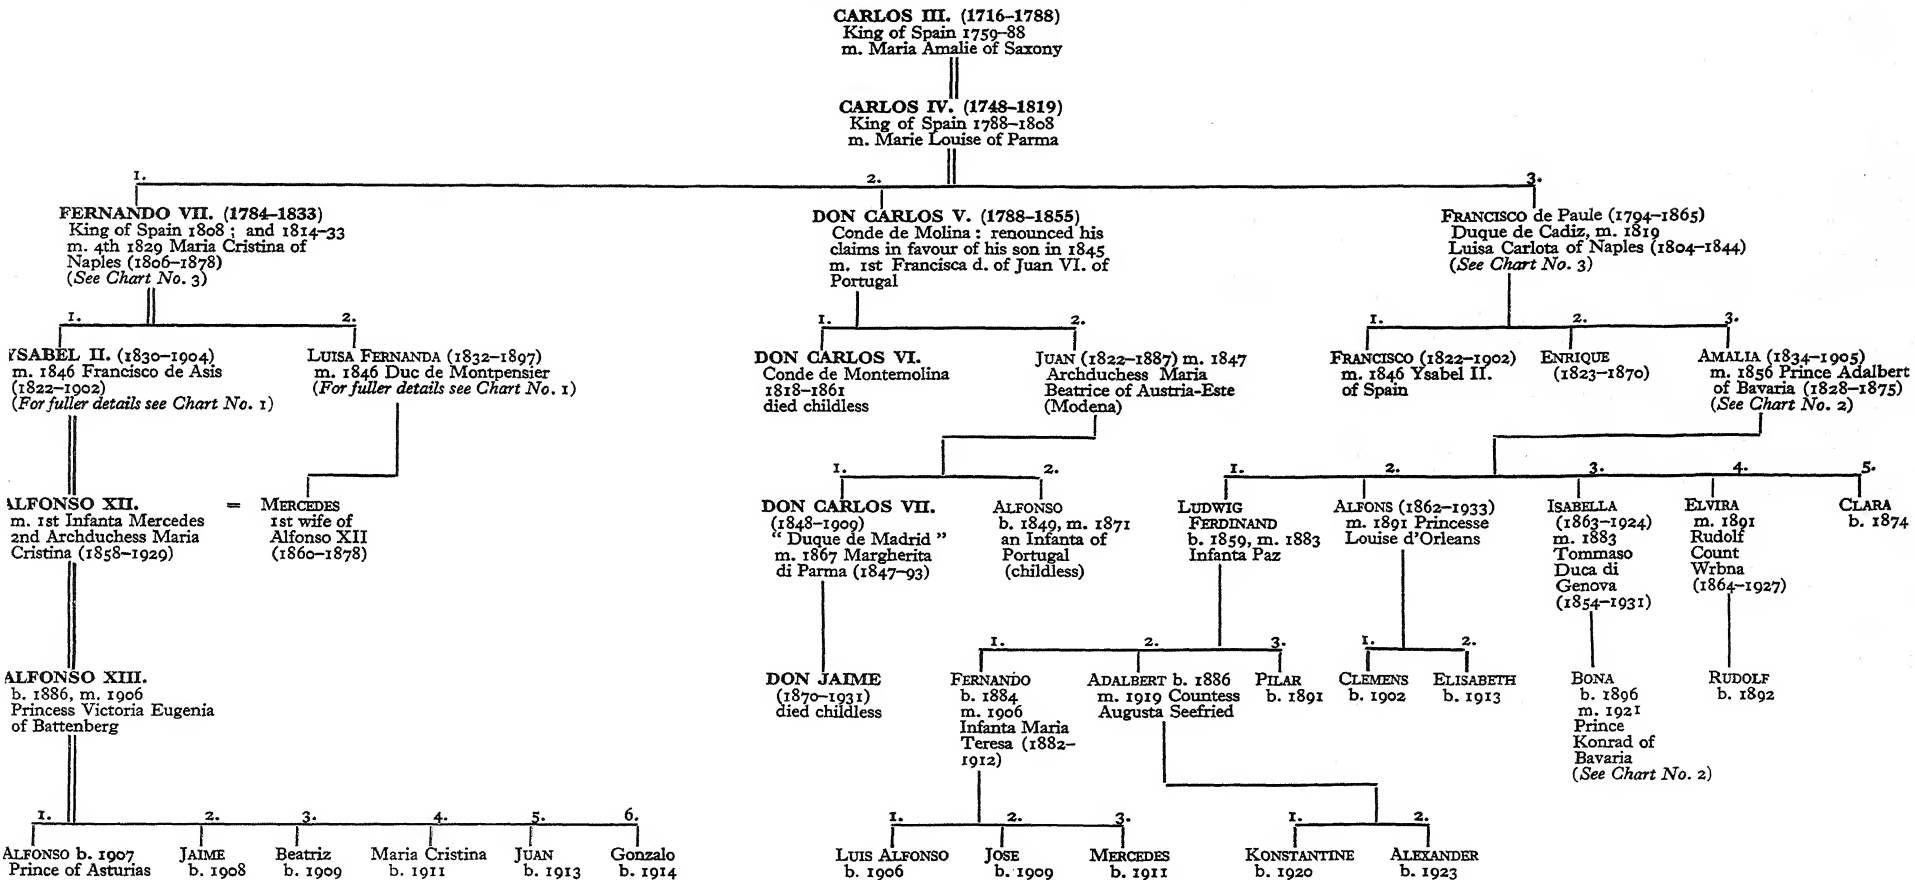 CARLOS III. (1716–1788)
King of Spain 1759–88
m. Maria Amalie of Saxony
CARLOS IV. (1748–1819)
King of Spain 1788–1808
m. Marie Louise of Parma
1.
2.
3.
FERNANDO VII. (1784–1833)
King of Spain 1808 ; and 1814–33
m. 4th 1829 Maria Cristina of
Naples (1806–1878)
(See Chart No. 3)
DON CARLOS V. (1788–1855)
Conde de Molina : renounced his
claims in favour of his son in 1845
m. 1st Francisca d. of Juan VI. of
Portugal
FRANCISCO de Paule (1794–1865)
Duque de Cadiz, m. 1819
Luisa Carlota of Naples (1804–1844)
(See Chart No. 3)
1.
2.
1.
2.
1.
2.
3.
YSABEL II. (1830–1904)
m. 1846 Francisco de Asis
(1822–1902)
(For fuller details see Chart No. 1)
LUISA FERNANDA (1832–1897)
m. 1846 Duc de Montpensier
(For fuller details see Chart No. 1)
DON CARLOS VI.
Conde de Montemolina
1818–1861
died childless
JUAN (1822–1887) m. 1847
Archduchess Maria
Beatrice of Austria-Este
(Modena)
FRANCISCO (1822–1902)
m. 1846 Ysabel II.
of Spain
ENRIQUE
(1823–1870)
AMALIA (1834–1905)
m. 1856 Prince Adalbert
of Bavaria (1828–1875)
(See Chart No. 2)
1.
2.
1.
2.
3.
4.
5.
ALFONSO XII.
m. 1st Infanta Mercedes
2nd Archduchess Maria
Cristina (1858–1929)
=
MERCEDES
1st wife of
Alfonso XII
(1860–1878)
DON CARLOS VII.
(1848–1909)
“ Duque de Madrid ”
m. 1867 Margherita
di Parma (1847–93)
ALFONSO
b. 1849, m. 1871
an Infanta of
Portugal
(childless)
LUDWIG
FERDINAND
b. 1859, m. 1883
Infanta Paz
ALFONS (1862–1933)
m. 1891 Princesse
Louise d'Orleans
ISABELLA
(1863–1924)
m. 1883
Tommaso
Duca di
Genova
(1854–1931)
ELVIRA
m. 1891
Rudolf
Count
Wrbna
(1864–1927)
CLARA
b. 1874
1.
2.
3.
1.
2.
ALFONSO XIII.
b. 1886, m. 1906
Princess Victoria Eugenia
of Battenberg
DON JAIME
(1870–1931)
died childless
FERNANDO
b. 1884
m. 1906
Infanta Maria
Teresa (1882–
1912)
ADALBERT b. 1886
m. 1919 Countess
Augusta Seefried
PILAR
b. 1891
CLEMENS
b. 1902
ELISABETH
b. 1913
BONA
b. 1896
m. 1921
Prince
Konrad of
Bavaria
(See Chart No. 2)
RUDOLF
b. 1892
1.
2.
3.
4.
5.
6.
1.
2.
3.
1.
2.
ALFONSO b. 1907
Prince of Asturias
JAIME
b. 1908
Beatriz
b. 1909
Maria Cristina
b. 1911
JUAN
b. 1913
Gonzalo
b. 1914
LUIS ALFONSO
b. 1906
JOSE
b. 1909
MERCEDES
b. 1911
KONSTANTINE
b. 1920
ALEXANDER
b. 1923